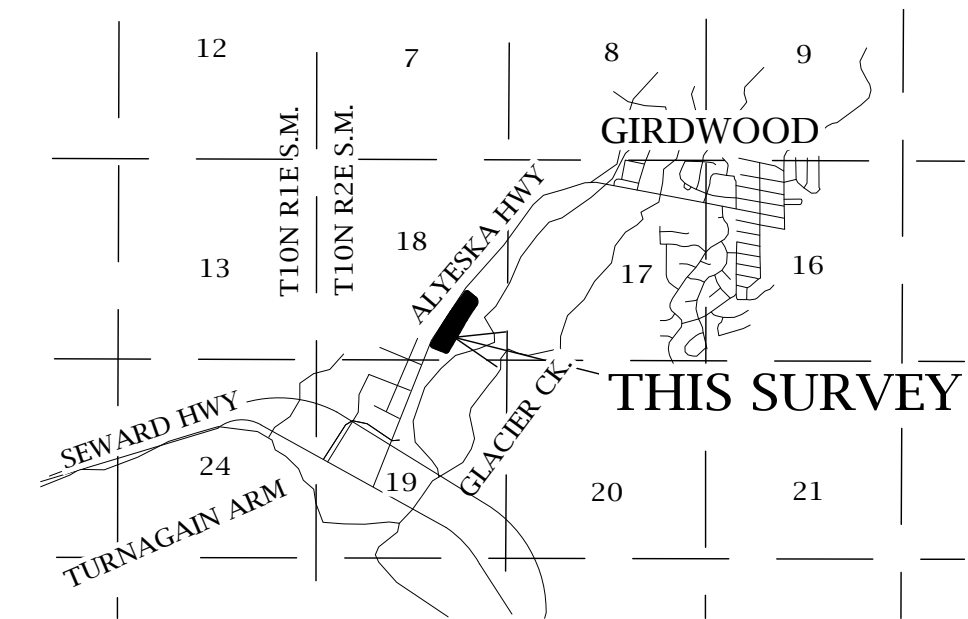 12
7
8
9
GIRDWOOD
T10N R1E S.M.
T10N R2E S.M.
ALYESKA HWY
18
13
17
16
THIS SURVEY
SEWARD HWY
GLACIER CK.
24
19
20
21
TURNAGAIN ARM